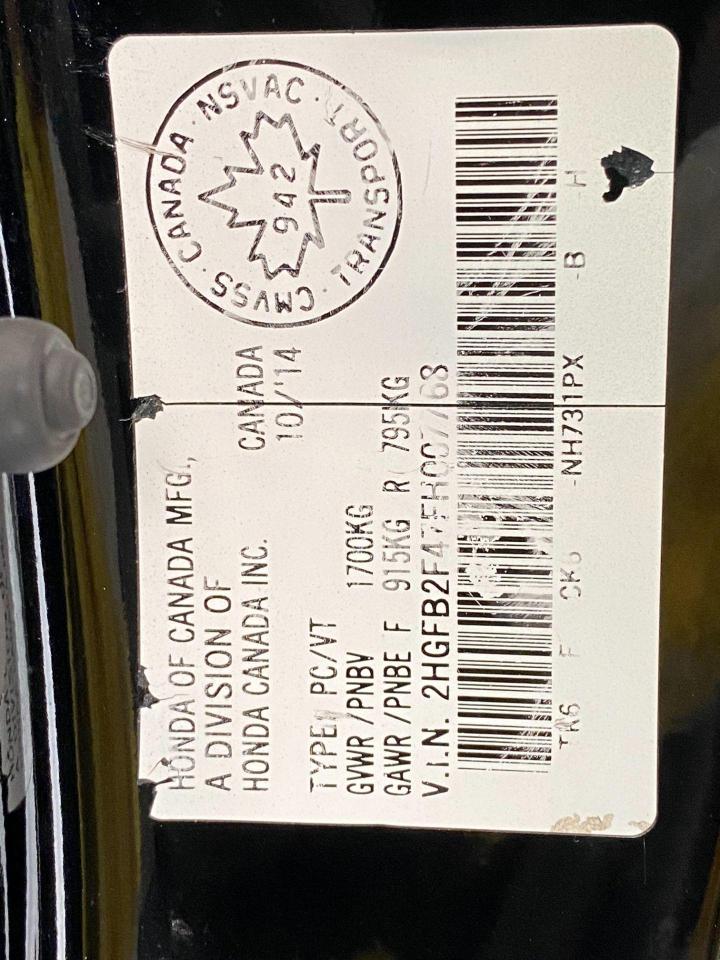 HONDA OF CANADA MFG.,
A DIVISION OF CANADA
HONDA CANADA INC. 10/'14
CANADA · NSVAC · TRANSPORT · CMVSS ·
942
TYPE: PC/VT
GVWR /PNBV 1700KG
GAWR /PNBE F 915KG R 795KG
V.I.N. 2HGFB2F47FH007768
F -NH731PX -B H